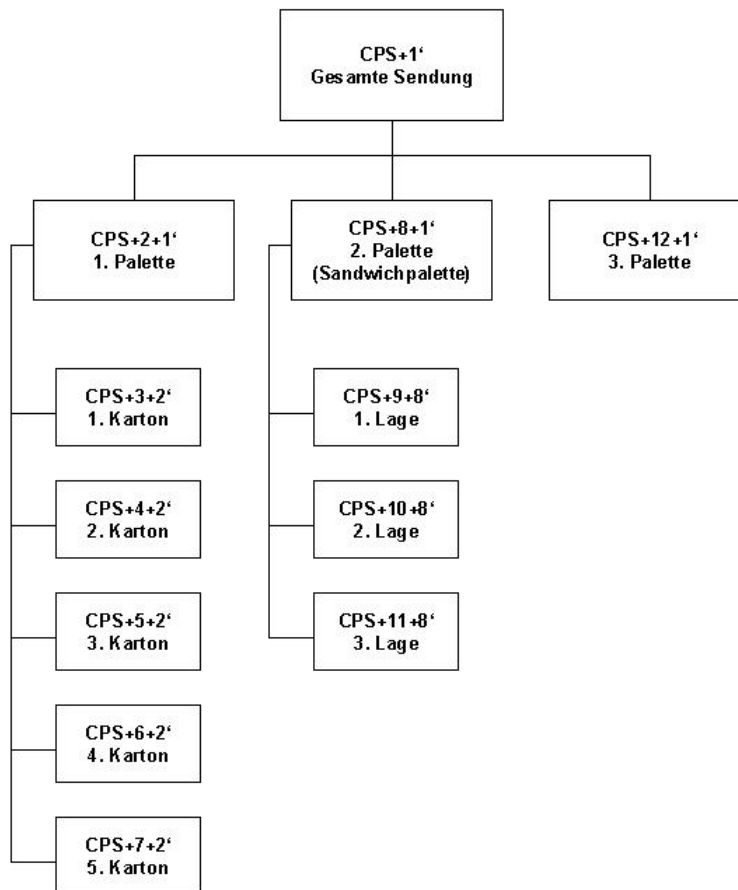 CPS+1‘
Gesamte Sendung
CPS+2+1‘
1. Palette
CPS+8+1‘
2. Palette
(Sandwichpalette)
CPS+12+1‘
3. Palette
CPS+3+2‘
1. Karton
CPS+9+8‘
1. Lage
CPS+4+2‘
2. Karton
CPS+10+8‘
2. Lage
CPS+5+2‘
3. Karton
CPS+11+8‘
3. Lage
CPS+6+2‘
4. Karton
CPS+7+2‘
5. Karton